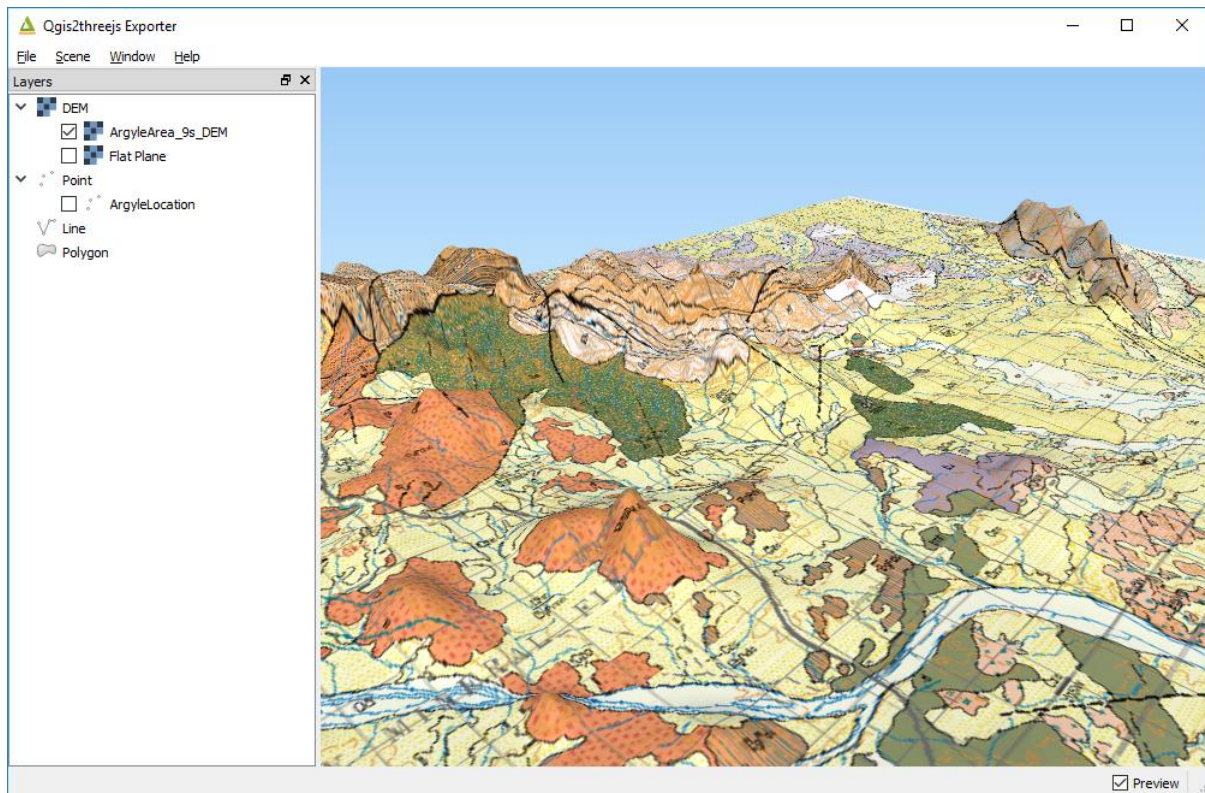 Qgis2threejs Exporter
File Scene Window Help
Layers
DEM
ArgyleArea_9s_DEM
Flat Plane
Point
ArgyleLocation
Line
Polygon
Preview